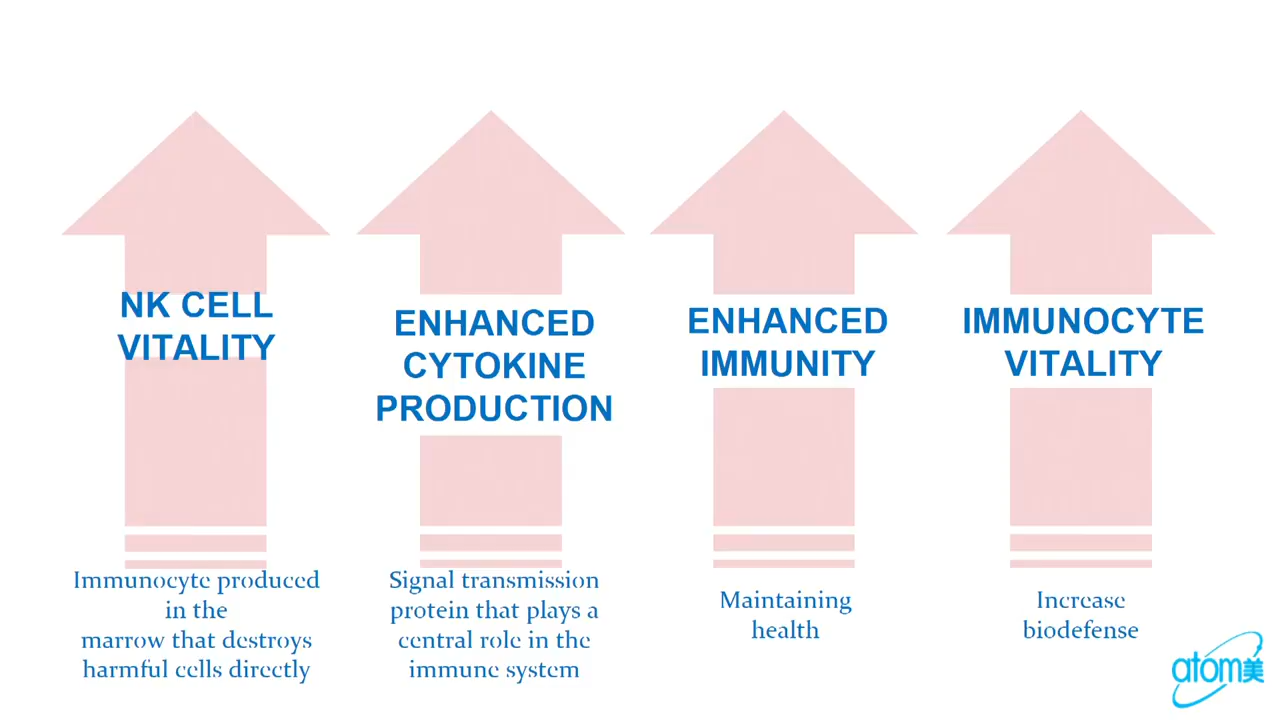 NK CELL
VITALITY
Immunocyte produced
in the
marrow that destroys
harmful cells directly
ENHANCED
CYTOKINE
PRODUCTION
Signal transmission
protein that plays a
central role in the
immune system
ENHANCED
IMMUNITY
Maintaining
health
IMMUNOCYTE
VITALITY
Increase
biodefense
atom美